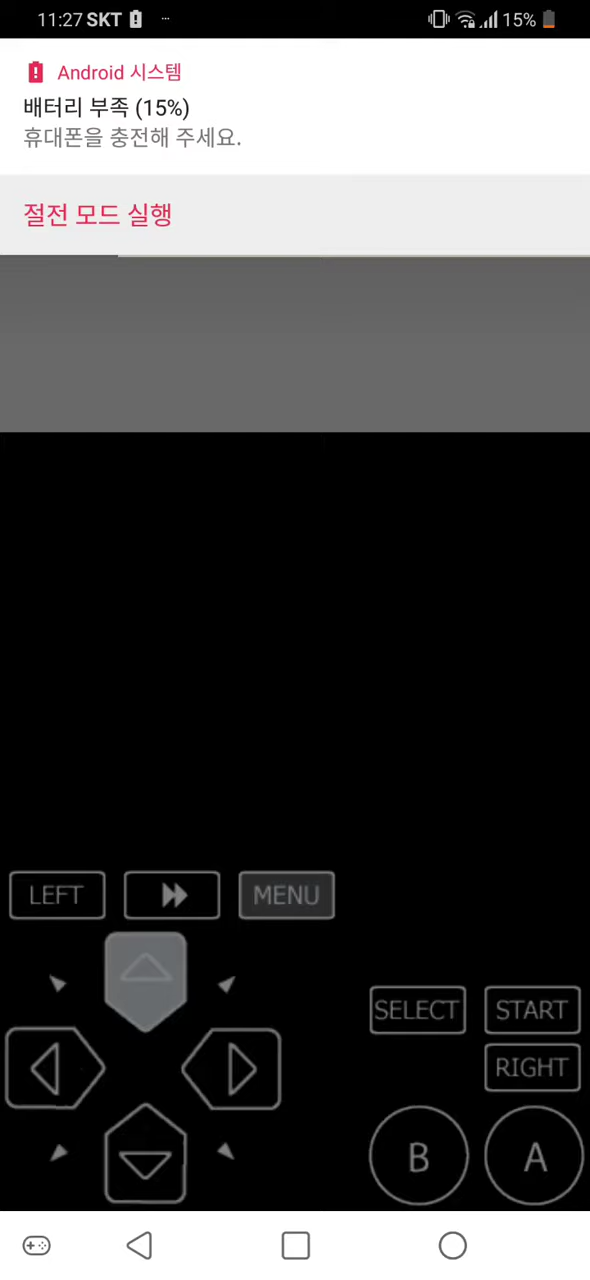 11:27 SKT 15%
Android 시스템
배터리 부족 (15%)
휴대폰을 충전해 주세요.
절전 모드 실행
LEFT MENU
SELECT START
RIGHT
B A